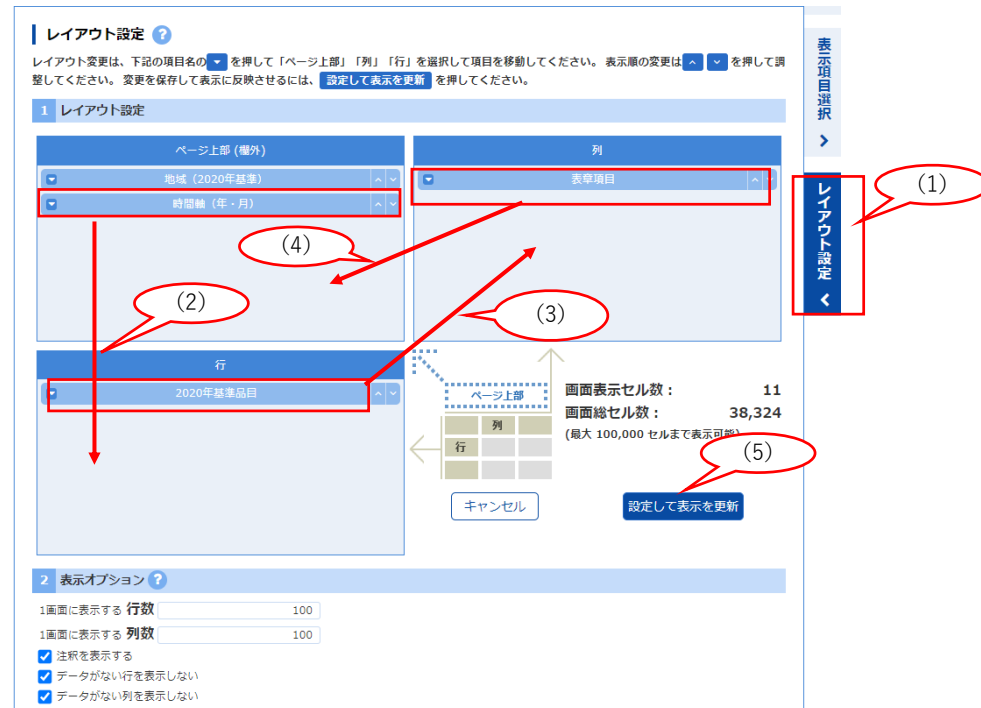 レイアウト設定 ?
レイアウト変更は、下記の項目名の を押して「ページ上部」「列」「行」を選択して項目を移動してください。 表示順の変更は を押して調
整してください。 変更を保存して表示に反映させるには、 設定して表示を更新 を押してください。
1 レイアウト設定
ページ上部 (欄外)
地域（2020年基準）
時間軸（年・月）
列
表章項目
行
2020年基準品目
ページ上部
列
行
画面表示セル数： 11
画面総セル数： 38,324
(最大 100,000 セルまで表示可能)
キャンセル
設定して表示を更新
2 表示オプション ?
1画面に表示する 行数 100
1画面に表示する 列数 100
注釈を表示する
データがない行を表示しない
データがない列を表示しない
表示項目選択
レイアウト設定
(1)
(2)
(3)
(4)
(5)